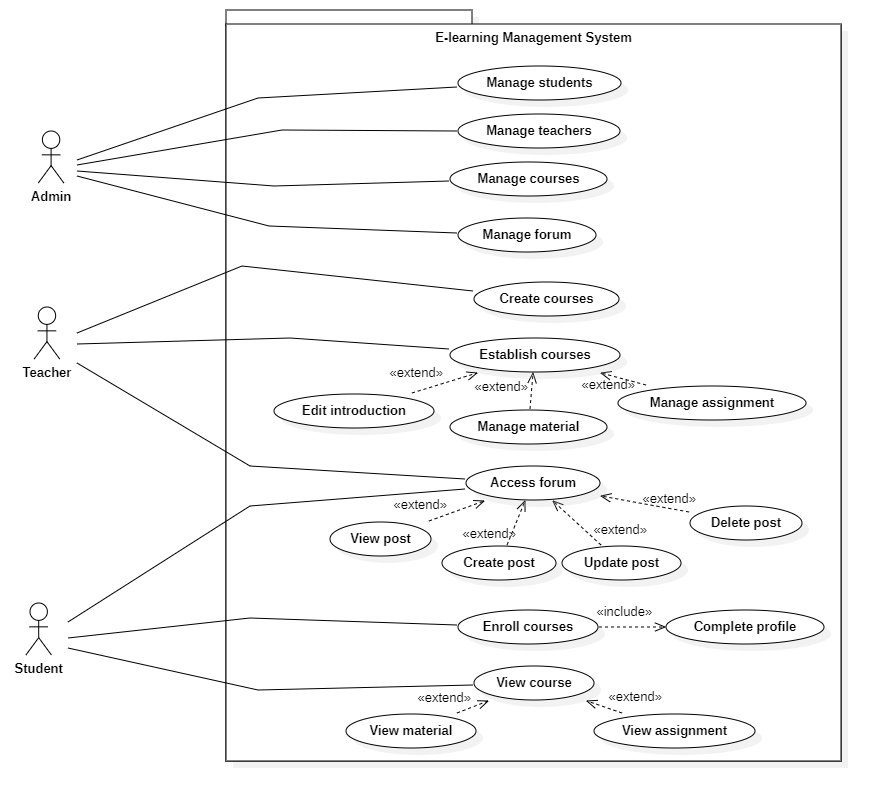 E-learning Management System
Manage students
Manage teachers
Admin
Manage courses
Manage forum
Create courses
Teacher
Establish courses
«extend»
«extend»
«extend»
Edit introduction
Manage material
Manage assignment
Access forum
«extend»
«extend»
«extend»
«extend»
View post
Create post
Update post
Delete post
Student
Enroll courses
«include»
Complete profile
View course
«extend»
«extend»
View material
View assignment